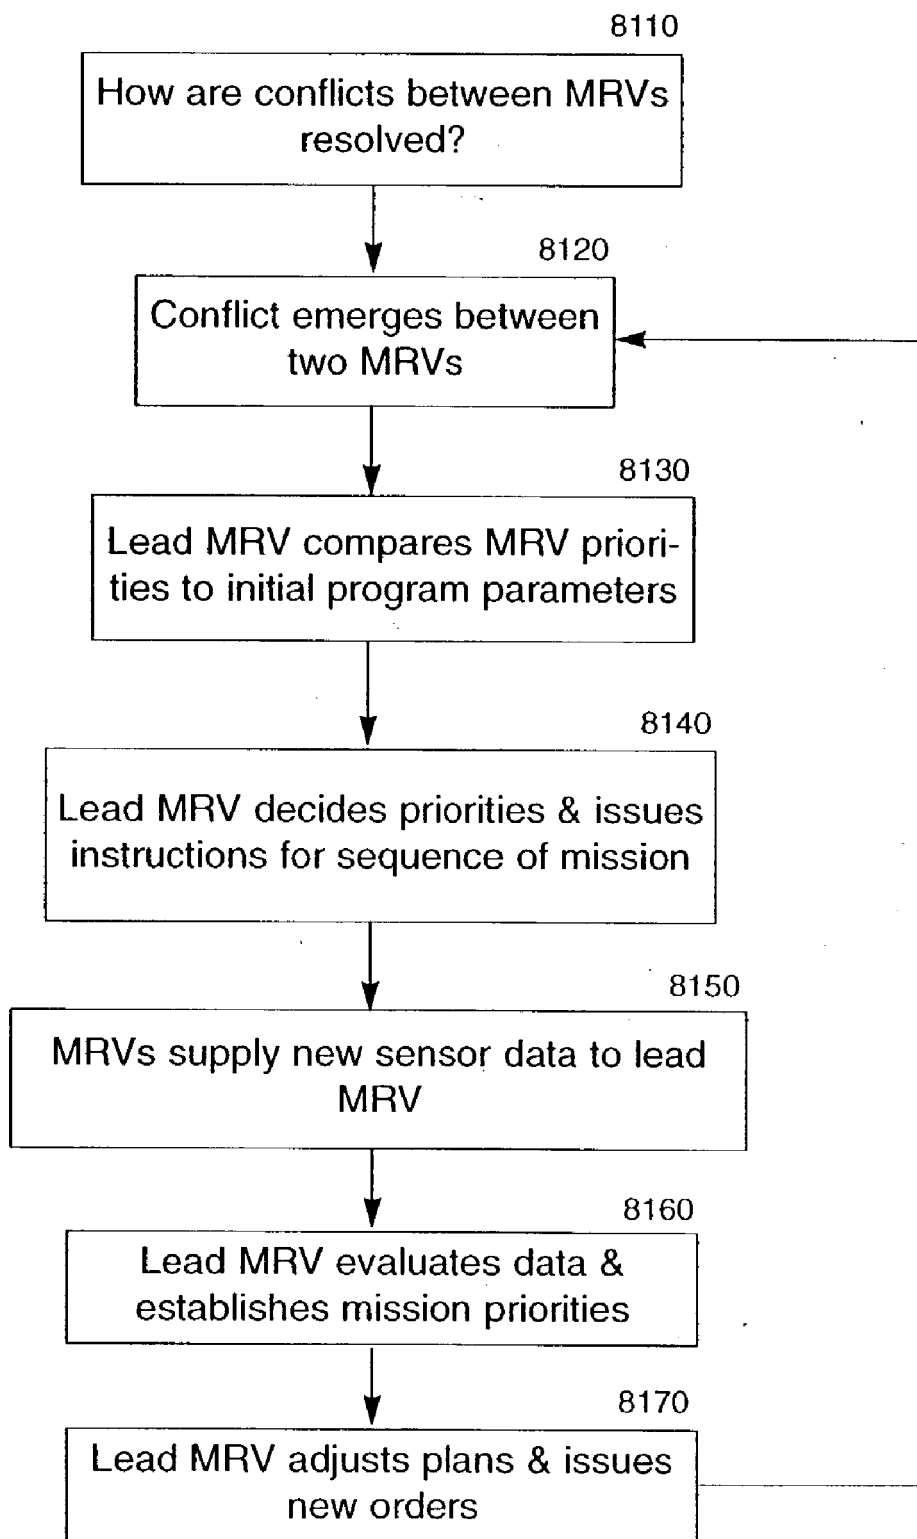 8110
How are conflicts between MRVs
resolved?
8120
Conflict emerges between
two MRVs
8130
Lead MRV compares MRV priori-
ties to initial program parameters
8140
Lead MRV decides priorities & issues
instructions for sequence of mission
8150
MRVs supply new sensor data to lead
MRV
8160
Lead MRV evaluates data &
establishes mission priorities
8170
Lead MRV adjusts plans & issues
new orders